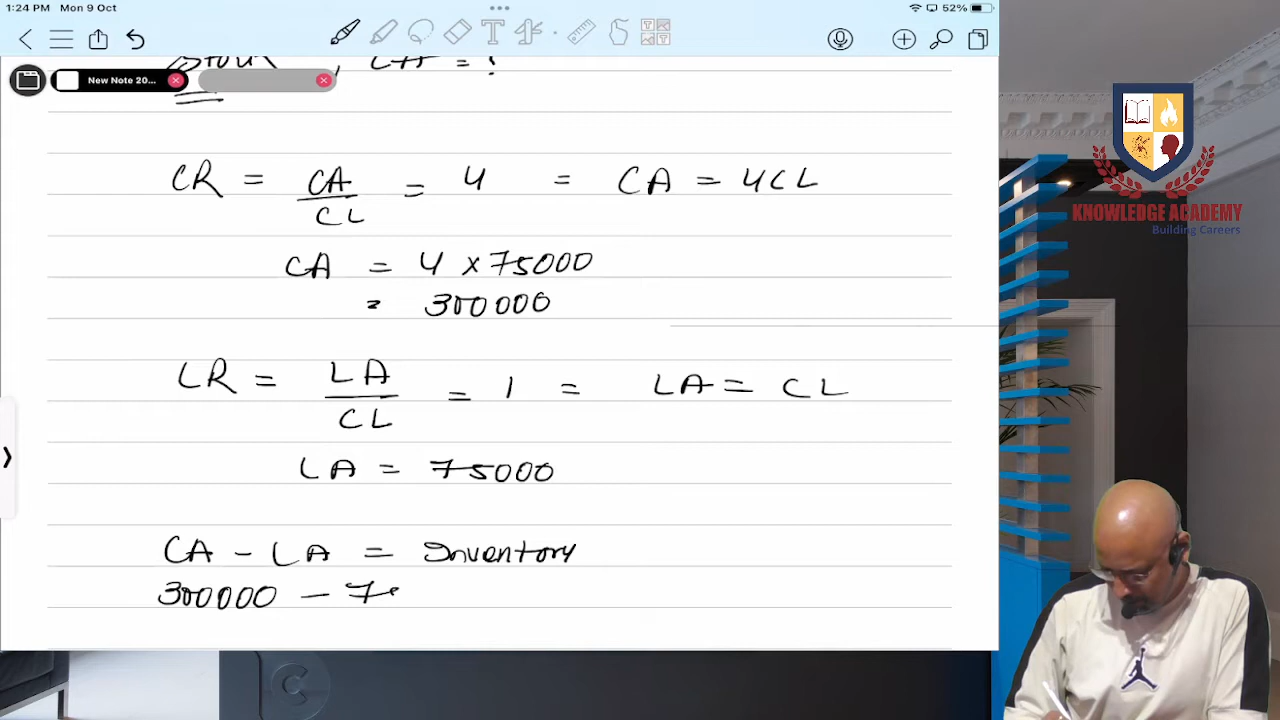 1:24 PM Mon 9 Oct
52%
New Note 20...
= ?
CR = CA / CL = 4 = CA = 4CL
CA = 4 × 75000
= 300000
LR = LA / CL = 1 = LA = CL
LA = 75000
CA - LA = Inventory
300000 - 7
KNOWLEDGE ACADEMY
Building Careers